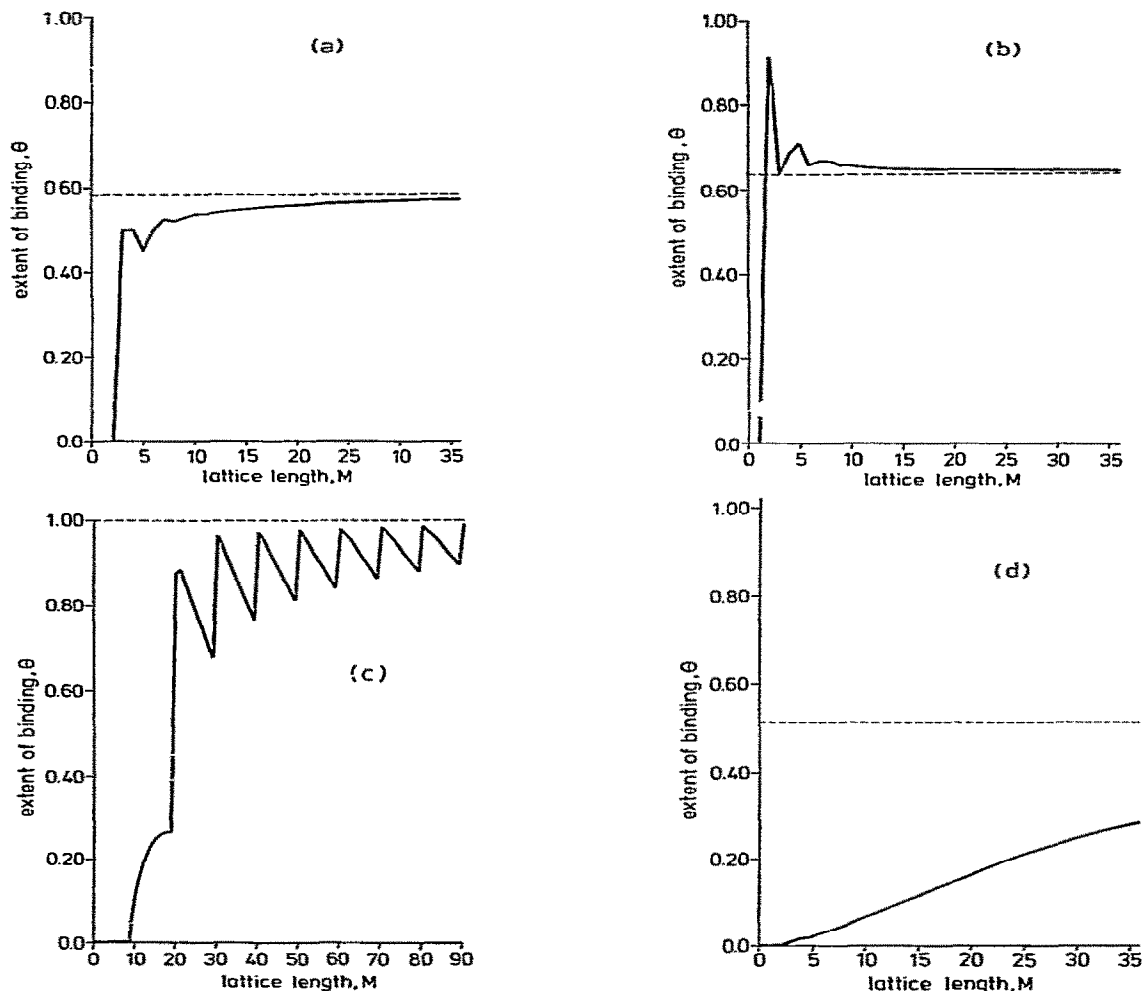 (a)
1.00
0.80
0.60
0.40
0.20
0.0
extent of binding, θ
0 5 10 15 20 25 10 35
lattice length, M
(b)
1.00
0.80
0.60
0.40
0.20
0.0
extent of binding, θ
0 5 10 15 20 25 30 35
lattice length, M
(c)
1.00
0.80
0.60
0.40
0.20
0.0
extent of binding, θ
0 10 20 30 40 50 60 70 80 90
lattice length, M
(d)
1.00
0.80
0.60
0.40
0.20
0.0
extent of binding, θ
0 5 10 15 20 25 30 35
lattice length, M